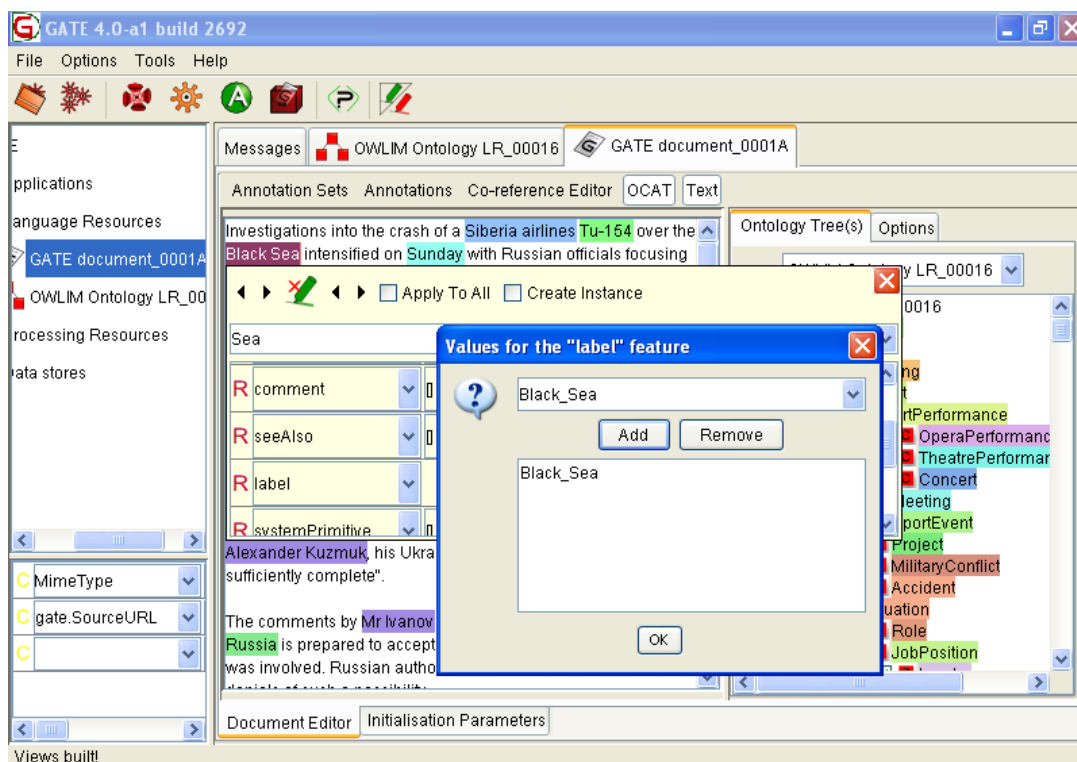 GATE 4.0-a1 build 2692
File Options Tools Help
Messages
OWLIM Ontology LR_00016
GATE document_0001A
pplications
anguage Resources
GATE document_0001A
OWLIM Ontology LR_00
rocessing Resources
ata stores
MimeType
gate.SourceURL
C
C
C
Annotation Sets Annotations Co-reference Editor OCAT Text
Investigations into the crash of a Siberia airlines Tu-154 over the
Black Sea intensified on Sunday with Russian officials focusing
Apply To All Create Instance
Sea
R comment []
R seeAlso []
R label
R systemPrimitive []
Alexander Kuzmuk, his Ukra
sufficiently complete".
The comments by Mr Ivanov
Russia is prepared to accept
was involved. Russian autho
Values for the "label" feature
Black_Sea
Add Remove
Black_Sea
OK
Ontology Tree(s) Options
LR_00016
0016
ng
t
rtPerformance
OperaPerformanc
TheatrePerformar
Concert
leeting
portEvent
Project
MilitaryConflict
Accident
uation
Role
JobPosition
Document Editor Initialisation Parameters
Views built!